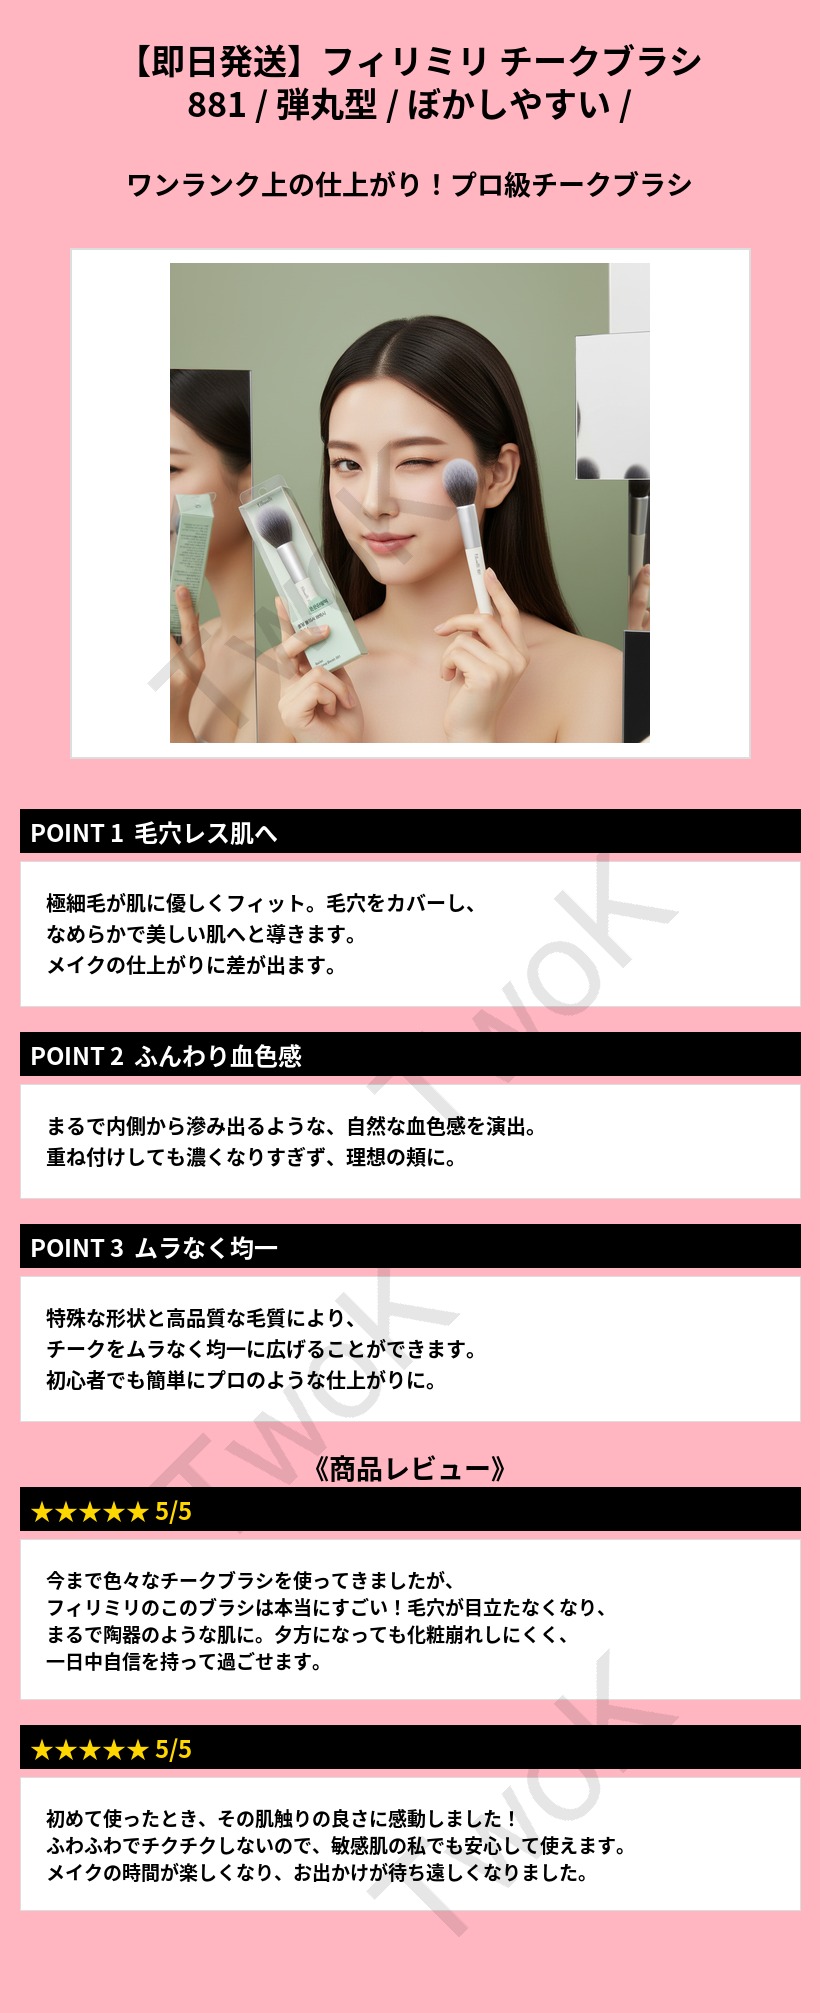 【即日発送】フィリミリ チークブラシ
881 / 弾丸型 / ぼかしやすい /
ワンランク上の仕上がり！プロ級チークブラシ
TwoK
POINT 1 毛穴レス肌へ
極細毛が肌に優しくフィット。毛穴をカバーし、
なめらかで美しい肌へと導きます。
メイクの仕上がりに差が出ます。
TwoK
POINT 2 ふんわり血色感
まるで内側から滲み出るような、自然な血色感を演出。
重ね付けしても濃くなりすぎず、理想の頬に。
POINT 3 ムラなく均一
特殊な形状と高品質な毛質により、
チークをムラなく均一に広げることができます。
初心者でも簡単にプロのような仕上がりに。
TwoK
《商品レビュー》
★★★★★ 5/5
今まで色々なチークブラシを使ってきましたが、
フィリミリのこのブラシは本当にすごい！毛穴が目立たなくなり、
まるで陶器のような肌に。夕方になっても化粧崩れしにくく、
一日中自信を持って過ごせます。
★★★★★ 5/5
初めて使ったとき、その肌触りの良さに感動しました！
ふわふわでチクチクしないので、敏感肌の私でも安心して使えます。
メイクの時間が楽しくなり、お出かけが待ち遠しくなりました。
TwoK